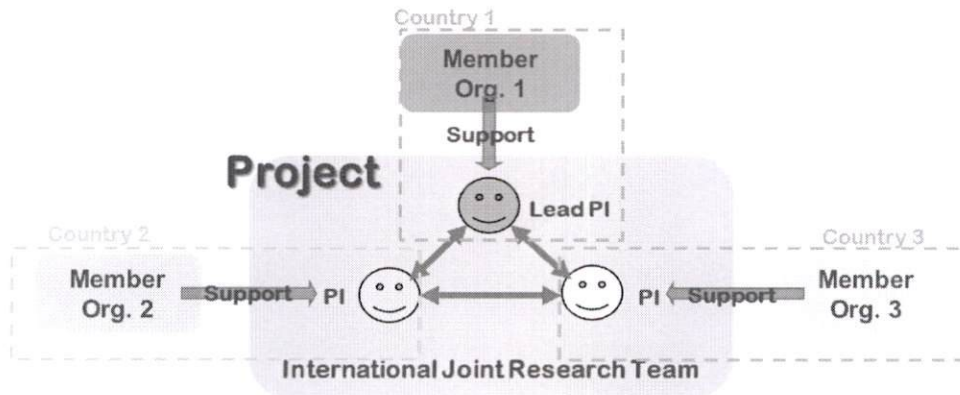 Country 1
Member
Org. 1
Support
Project
Lead PI
Country 2
Country 3
Member
Org. 2
Support
PI
PI
Support
Member
Org. 3
International Joint Research Team